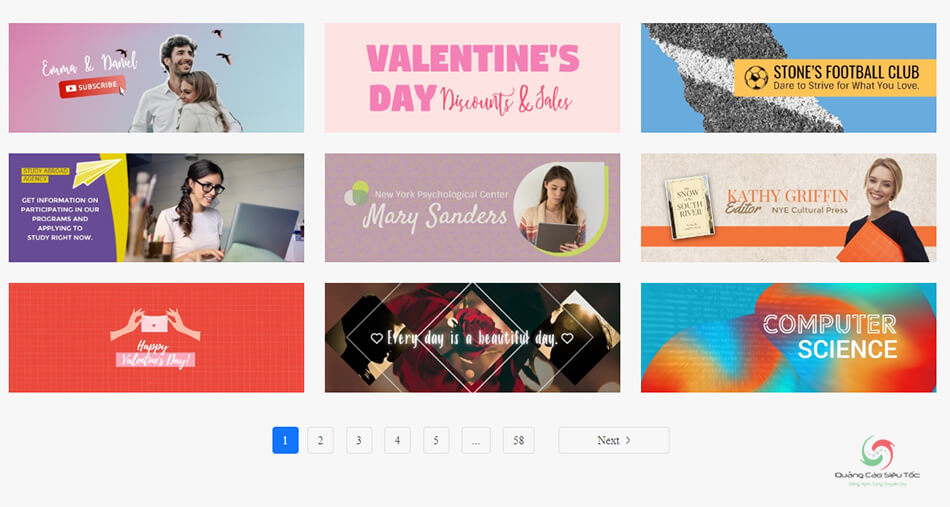 Emma & Daniel
SUBSCRIBE
VALENTINE'S
DAY Discounts & Sales
STONE'S FOOTBALL CLUB
Dare to Strive for What You Love.
STUDY ABROAD
AGENCY
GET INFORMATION ON
PARTICIPATING IN OUR
PROGRAMS AND
APPLYING TO
STUDY RIGHT NOW.
New York Psychological Center
Mary Sanders
THE
SNOW
OF THE
SOUTH
RIVER
KATHY GRIFFIN
Editor NYE Cultural Press
Happy
Valentine's Day!
Every day is a beautiful day.
COMPUTER
SCIENCE
1 2 3 4 5 ... 58 Next >
Quảng Cáo Siêu Tốc